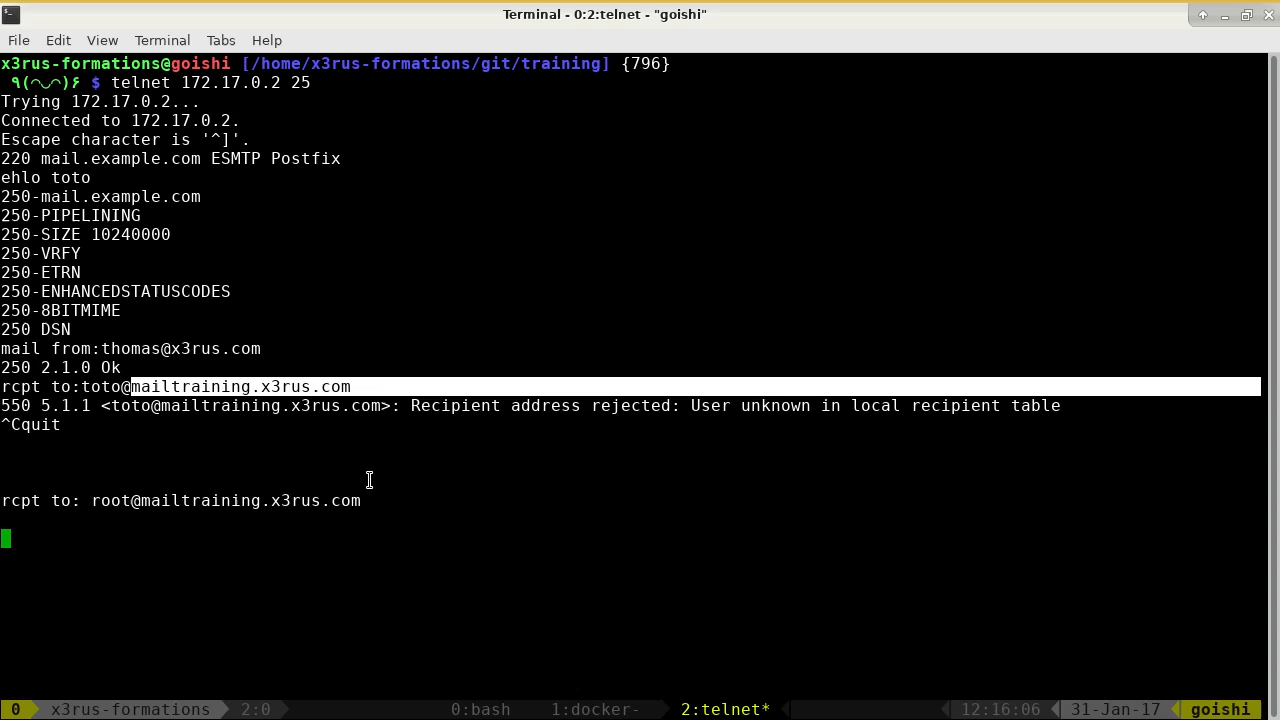 Terminal - 0:2:telnet - "goishi"
File Edit View Terminal Tabs Help
x3rus-formations@goishi [/home/x3rus-formations/git/training] {796}
٩(◠◡◠)۶ $ telnet 172.17.0.2 25
Trying 172.17.0.2...
Connected to 172.17.0.2.
Escape character is '^]'.
220 mail.example.com ESMTP Postfix
ehlo toto
250-mail.example.com
250-PIPELINING
250-SIZE 10240000
250-VRFY
250-ETRN
250-ENHANCEDSTATUSCODES
250-8BITMIME
250 DSN
mail from:thomas@x3rus.com
250 2.1.0 Ok
rcpt to:toto@mailtraining.x3rus.com
550 5.1.1 <toto@mailtraining.x3rus.com>: Recipient address rejected: User unknown in local recipient table
^Cquit
rcpt to: root@mailtraining.x3rus.com
0 x3rus-formations 2:0 0:bash 1:docker- 2:telnet* 12:16:06 31-Jan-17 goishi